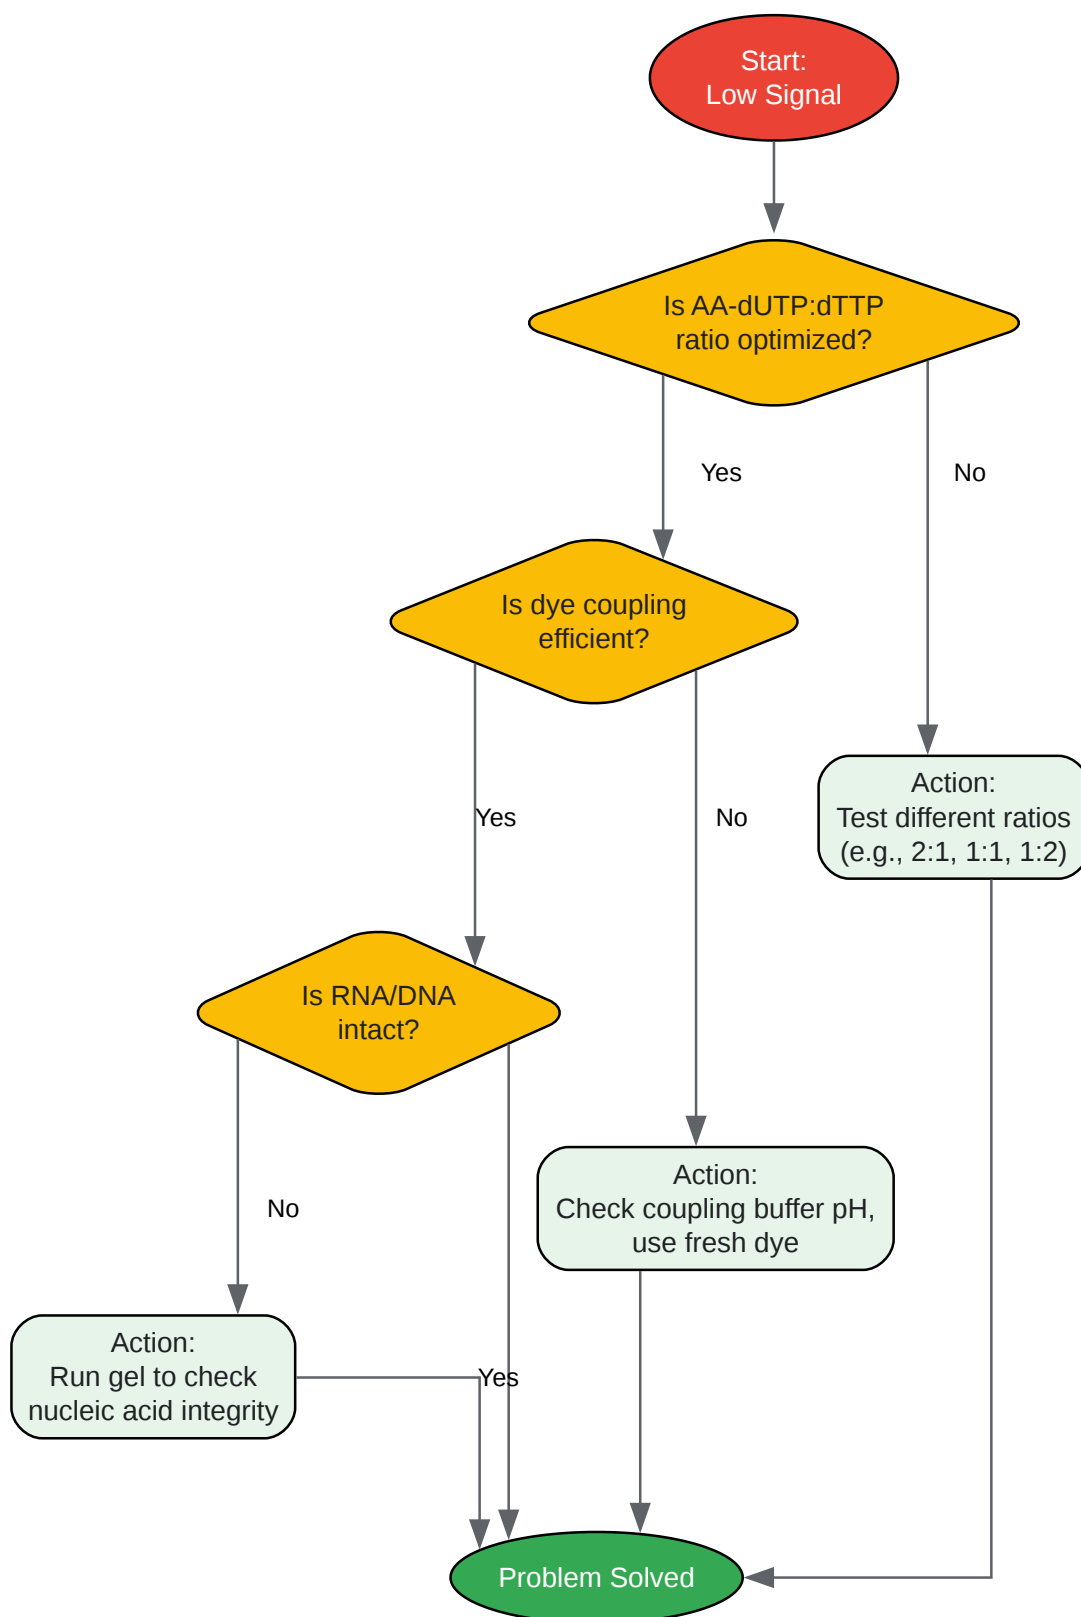 Start:
Low Signal
Is AA-dUTP:dTTP
ratio optimized?
Yes
No
Is dye coupling
efficient?
Action:
Test different ratios
(e.g., 2:1, 1:1, 1:2)
Yes
No
Is RNA/DNA
intact?
Action:
Check coupling buffer pH,
use fresh dye
No
Action:
Run gel to check
nucleic acid integrity
Yes
Problem Solved